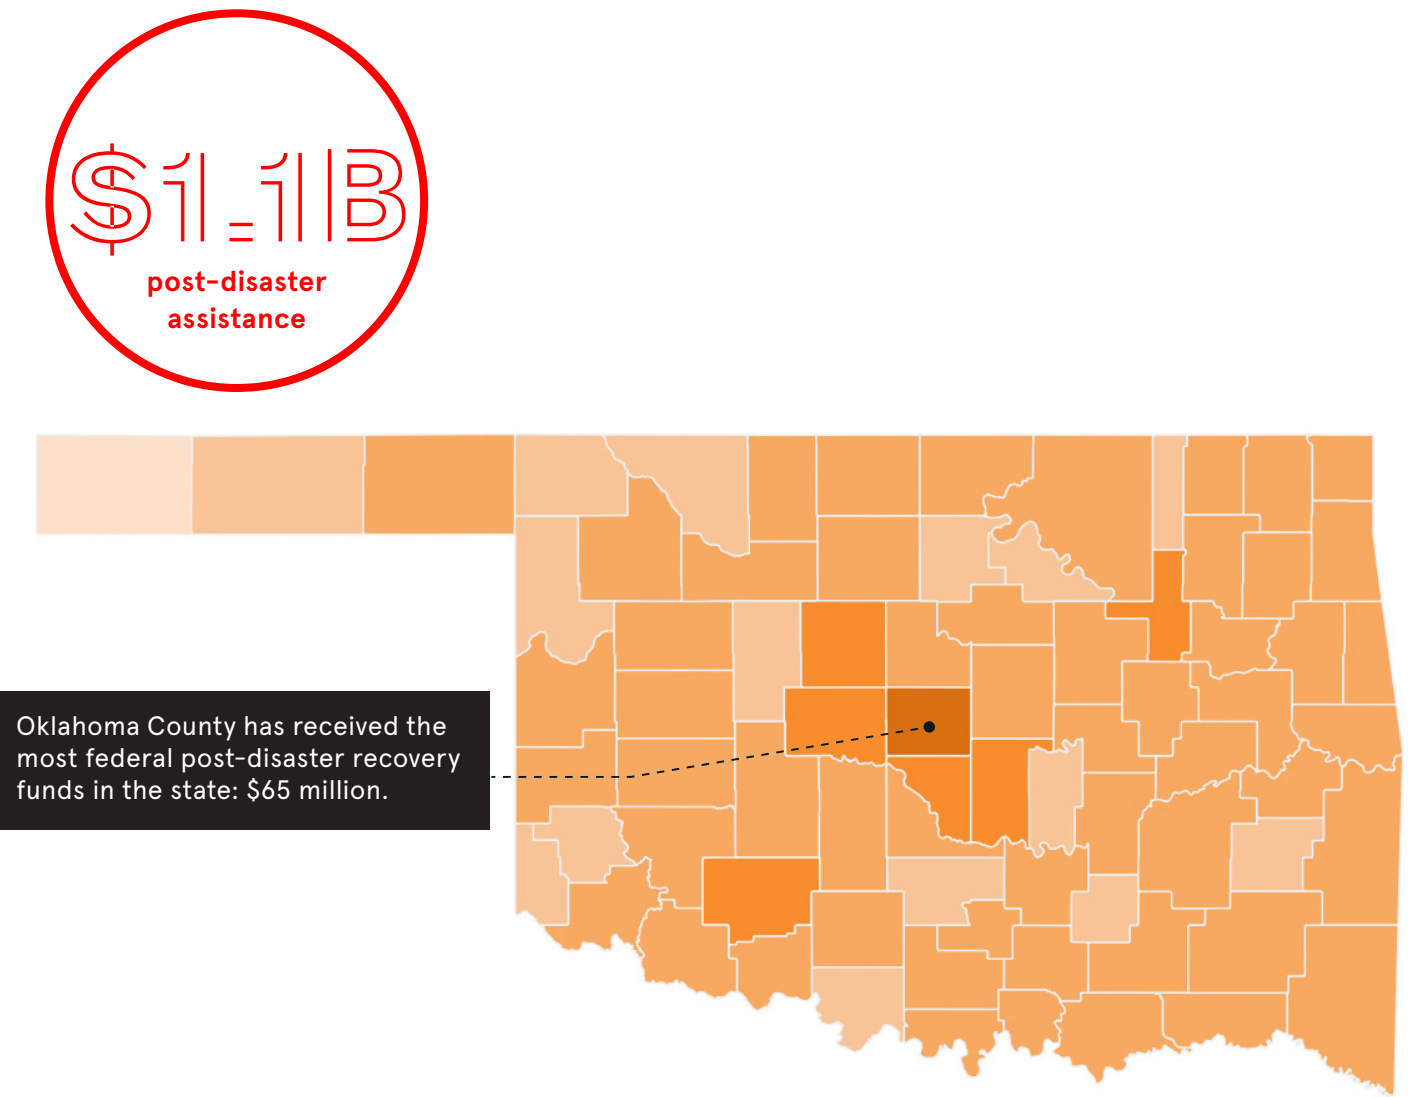 $1.1B
post-disaster
assistance
Oklahoma County has received the
most federal post-disaster recovery
funds in the state: $65 million.